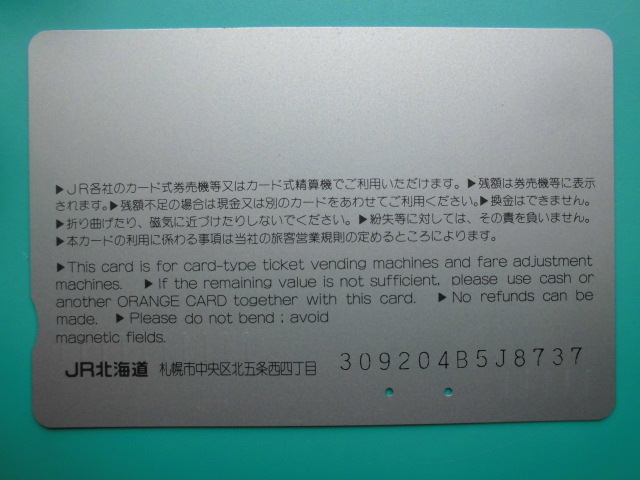 ▶JR各社のカード式券売機等又はカード式精算機でご利用いただけます。▶残額は券売機等に表示
されます。▶残額不足の場合は現金又は別のカードをあわせてご利用ください。▶換金はできません。
▶折り曲げたり、磁気に近づけたりしないでください。▶紛失等に対しては、その責を負いません。
▶本カードの利用に係わる事項は当社の旅客営業規則の定めるところによります。
▶This card is for card-type ticket vending machines and fare adjustment
machines. ▶If the remaining value is not sufficient, please use cash or
another ORANGE CARD together with this card. ▶No refunds can be
made. ▶Please do not bend ; avoid
magnetic fields.
JR北海道 札幌市中央区北五条西四丁目 309204B5J8737